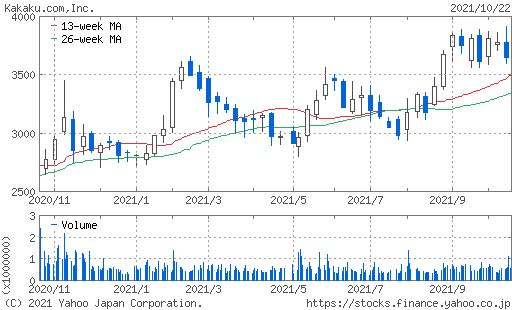 Kakaku.com,Inc. 2021/10/22
4000
13-week MA
26-week MA
3500
3000
2500
2020/11 2021/1 2021/3 2021/5 2021/7 2021/9
3
Volume
2
1
0
(x1000000)
2020/11 2021/1 2021/3 2021/5 2021/7 2021/9
(C) 2021 Yahoo Japan Corporation. https://stocks.finance.yahoo.co.jp/